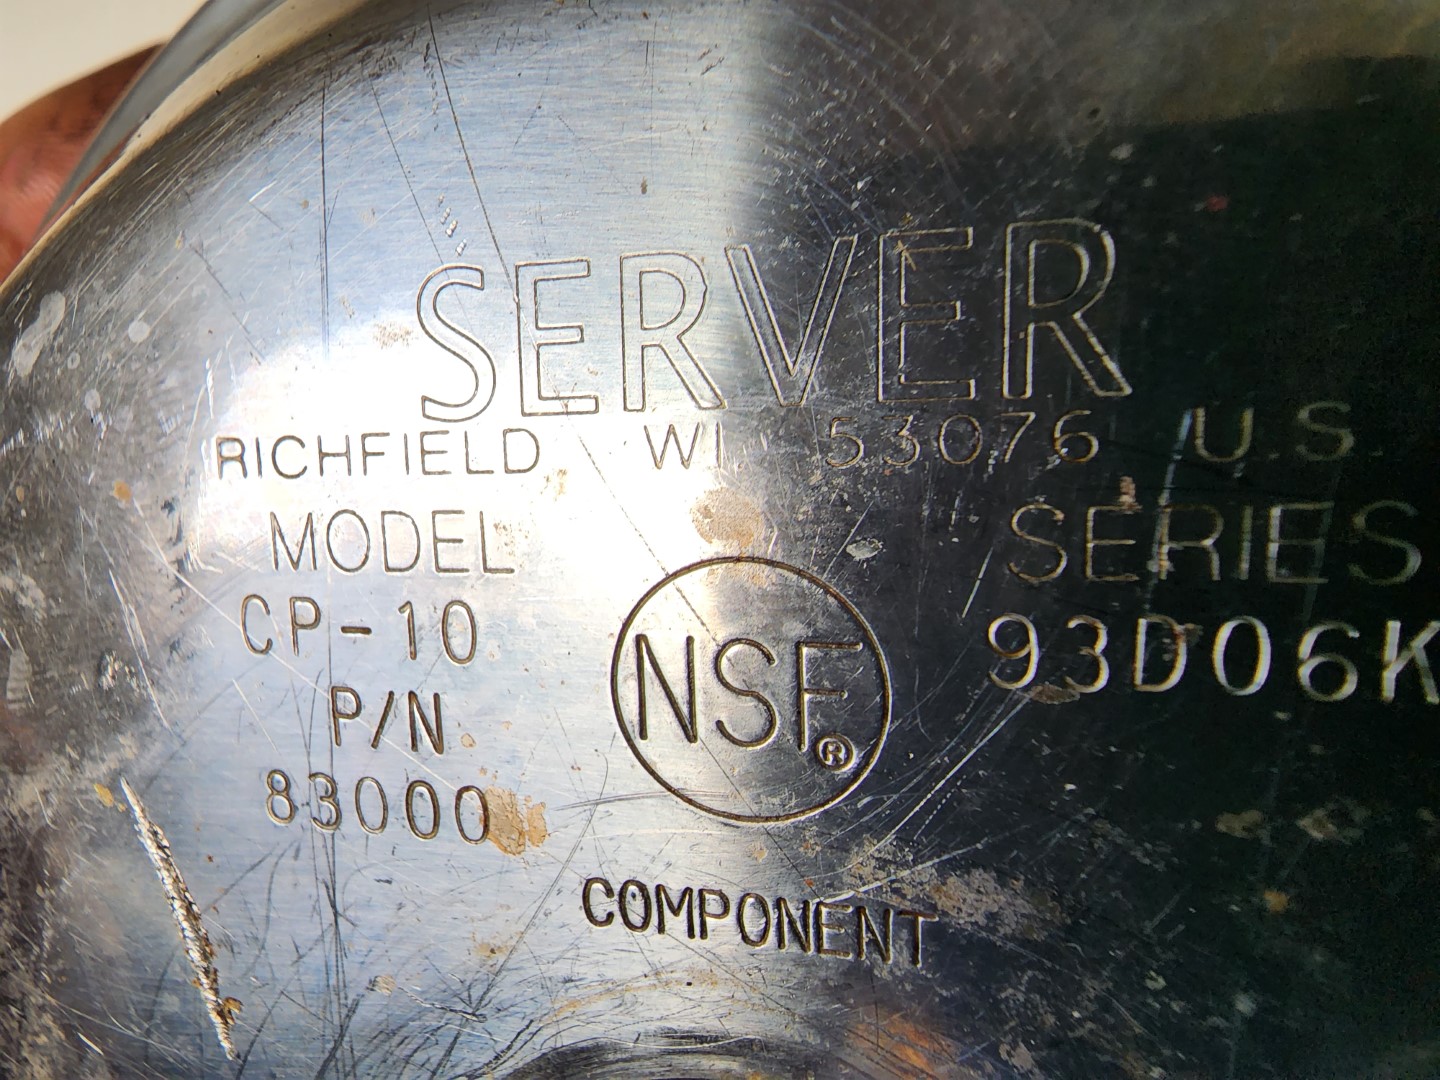 SERVER
RICHFIELD WI 53076 U.S.
MODEL
CP-10
P/N
83000
NSF®
COMPONENT
SERIES
93D06K